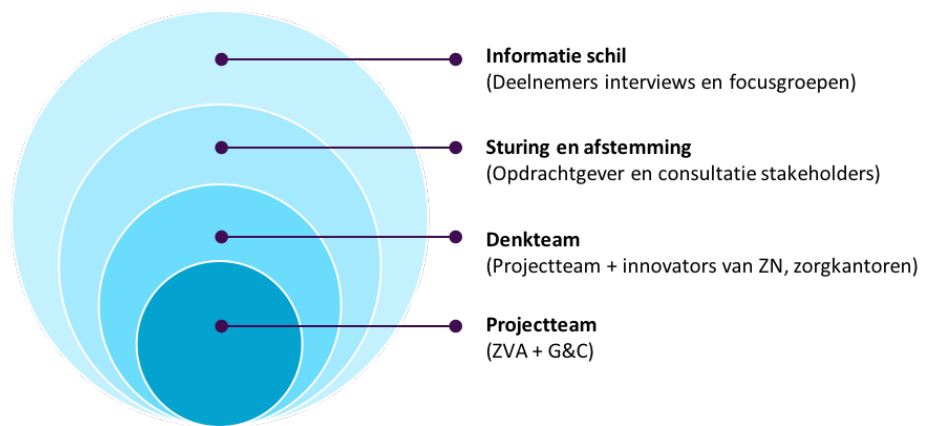 Informatie schil
(Deelnemers interviews en focusgroepen)
Sturing en afstemming
(Opdrachtgever en consultatie stakeholders)
Denkteam
(Projectteam + innovators van ZN, zorgkantoren)
Projectteam
(ZVA + G&C)